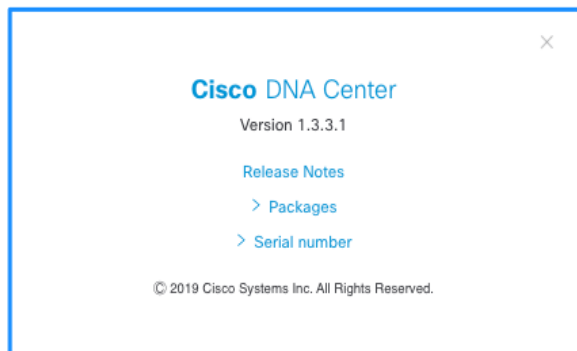 Cisco DNA Center
Version 1.3.3.1
Release Notes
> Packages
> Serial number
© 2019 Cisco Systems Inc. All Rights Reserved.